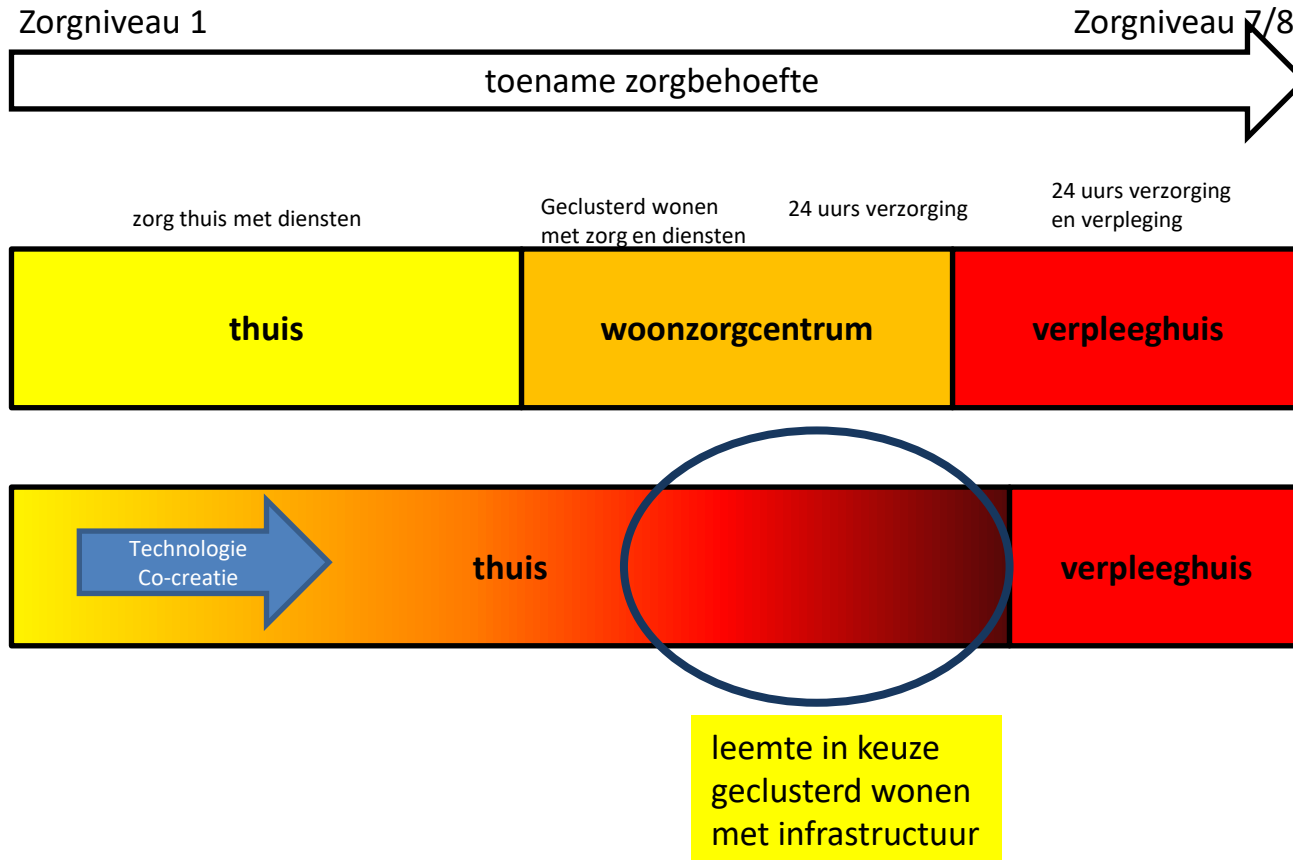 Zorgniveau 1
Zorgniveau 7/8
toename zorgbehoefte
zorg thuis met diensten
Geclusterd wonen
met zorg en diensten
24 uurs verzorging
24 uurs verzorging
en verpleging
thuis
woonzorgcentrum
verpleeghuis
Technologie
Co-creatie
thuis
verpleeghuis
leemte in keuze
geclusterd wonen
met infrastructuur